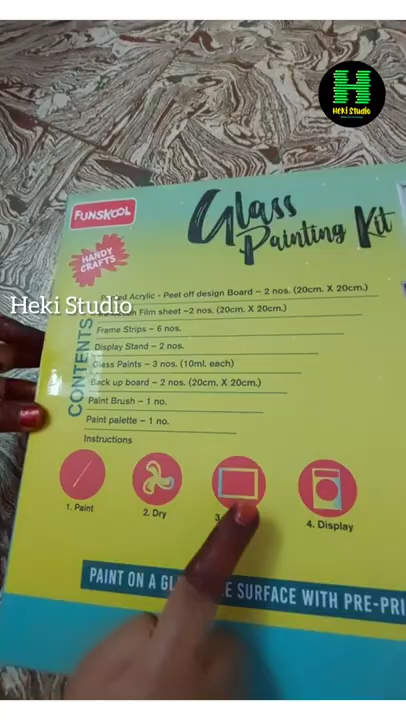 H
Heki Studio
FUNSKOOL
HANDY
CRAFTS
Glass
Painting Kit
Acrylic - Peel off design Board - 2 nos. (20cm. X 20cm.)
Heki Studio
Film sheet -2 nos. (20cm. X 20cm.)
Frame Strips - 6 nos.
Display Stand - 2 nos.
Glass Paints - 3 nos. (10ml. each)
Back up board - 2 nos. (20cm. X 20cm.)
Paint Brush - 1 no.
Paint palette - 1 no.
Instructions
CONTENTS
1. Paint
2. Dry
3.
4. Display
PAINT ON A SURFACE WITH